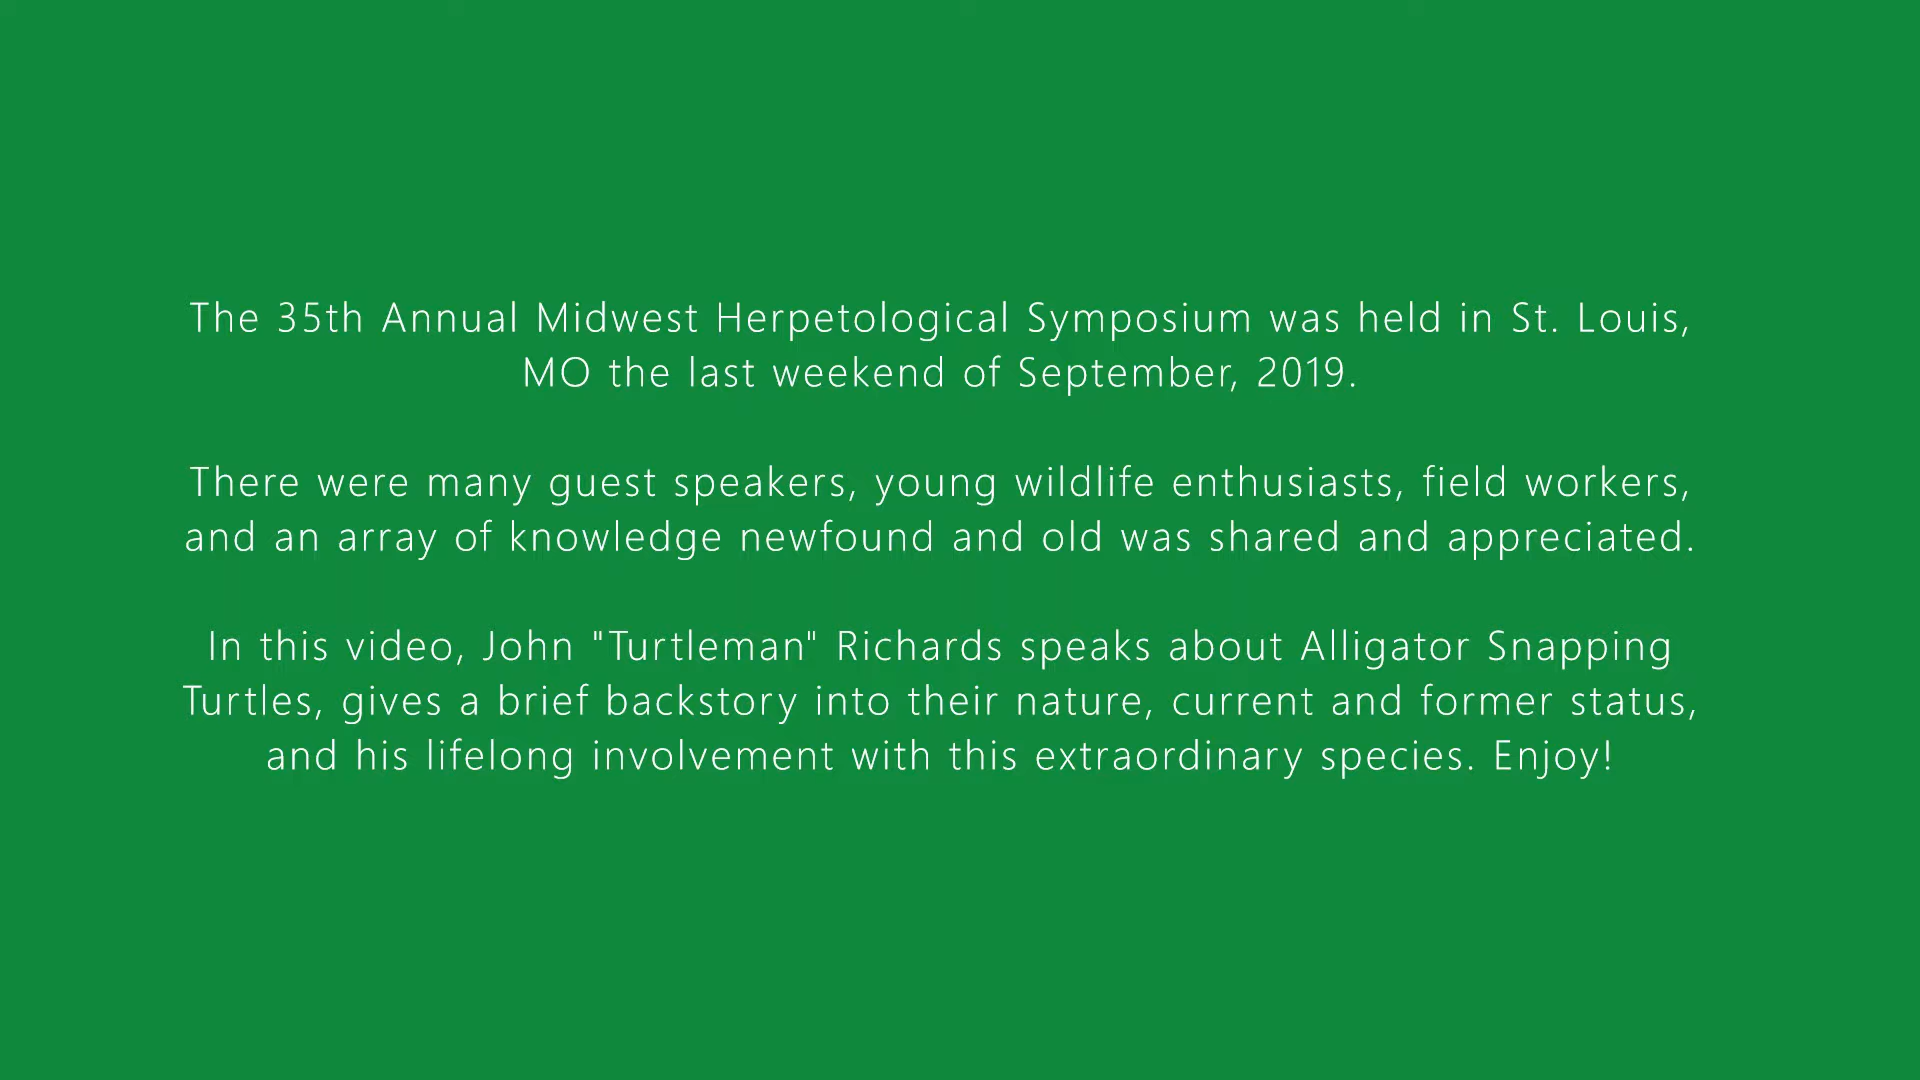 The 35th Annual Midwest Herpetological Symposium was held in St. Louis,
MO the last weekend of September, 2019.
There were many guest speakers, young wildlife enthusiasts, field workers,
and an array of knowledge newfound and old was shared and appreciated.
In this video, John "Turtleman" Richards speaks about Alligator Snapping
Turtles, gives a brief backstory into their nature, current and former status,
and his lifelong involvement with this extraordinary species. Enjoy!